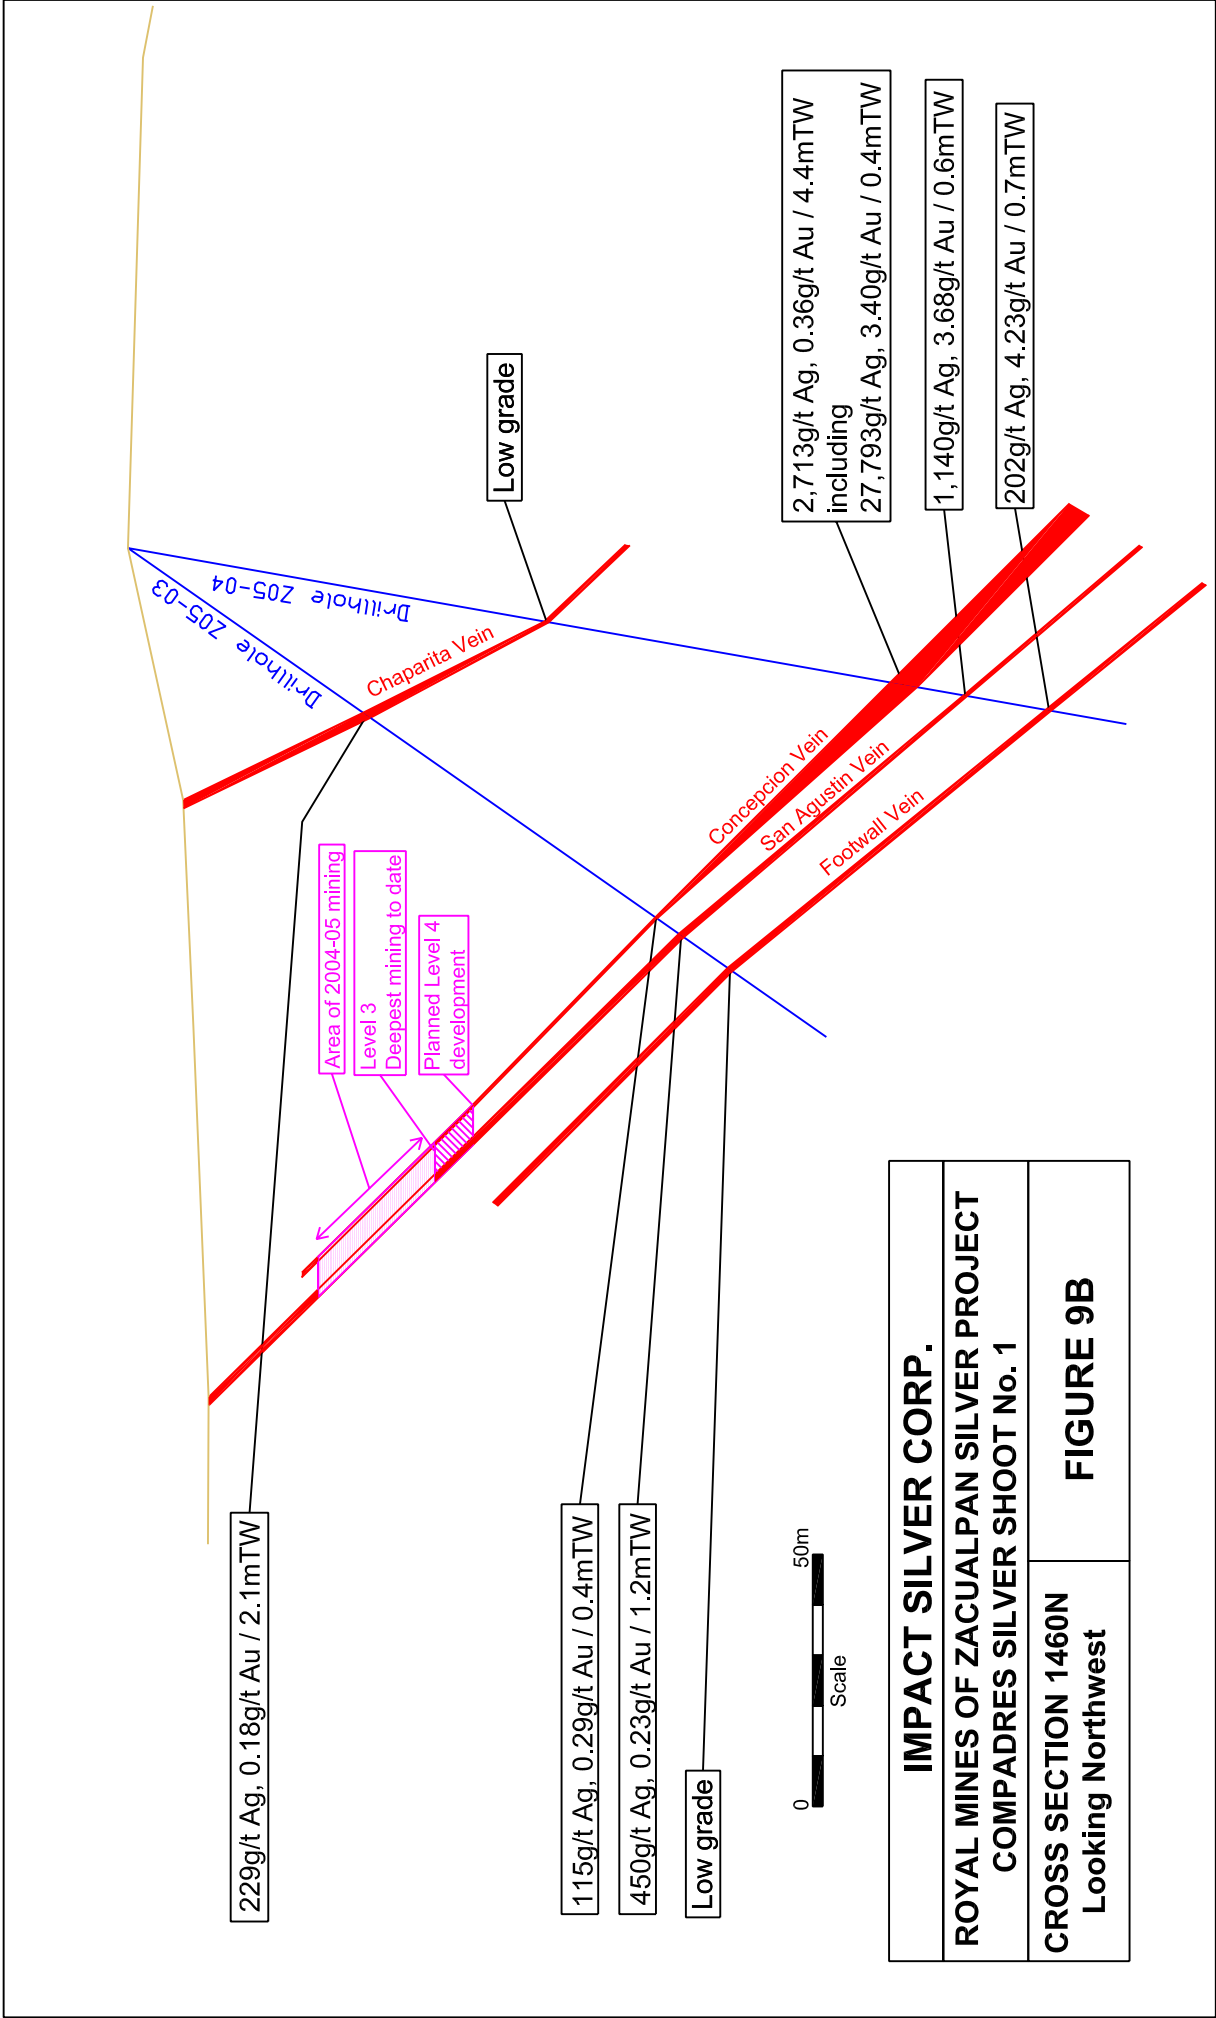 229g/t Ag, 0.18g/t Au / 2.1mTW
Area of 2004-05 mining
Level 3
Deepest mining to date
Planned Level 4
development
Chaparita Vein
Drillhole Z05-03
Drillhole Z05-04
Low grade
115g/t Ag, 0.29g/t Au / 0.4mTW
450g/t Ag, 0.23g/t Au / 1.2mTW
Low grade
Concepcion Vein
San Agustin Vein
Footwall Vein
2,713g/t Ag, 0.36g/t Au / 4.4mTW
including
27,793g/t Ag, 3.40g/t Au / 0.4mTW
1,140g/t Ag, 3.68g/t Au / 0.6mTW
202g/t Ag, 4.23g/t Au / 0.7mTW
0 50m
Scale
IMPACT SILVER CORP.
ROYAL MINES OF ZACUALPAN SILVER PROJECT
COMPADRES SILVER SHOOT No. 1
CROSS SECTION 1460N
Looking Northwest
FIGURE 9B